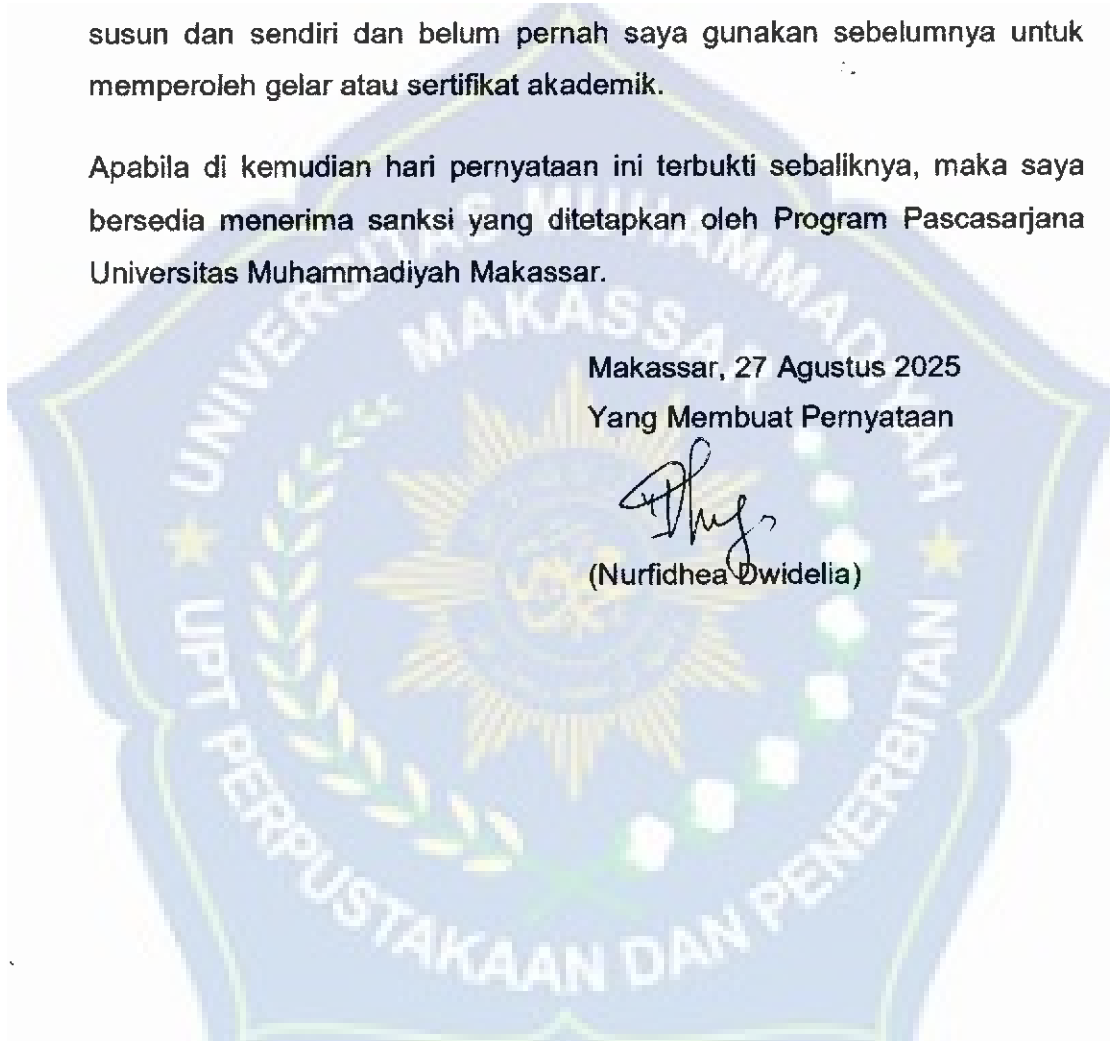 susun dan sendiri dan belum pernah saya gunakan sebelumnya untuk
memperoleh gelar atau sertifikat akademik.
Apabila di kemudian hari pernyataan ini terbukti sebaliknya, maka saya
bersedia menerima sanksi yang ditetapkan oleh Program Pascasarjana
Universitas Muhammadiyah Makassar.
Makassar, 27 Agustus 2025
Yang Membuat Pernyataan
(Nurfidhea Dwidelia)
UNIVERSITAS MUHAMMADIYAH
MAKASSAR
UPT PERPUSTAKAAN DAN PENERBITAN